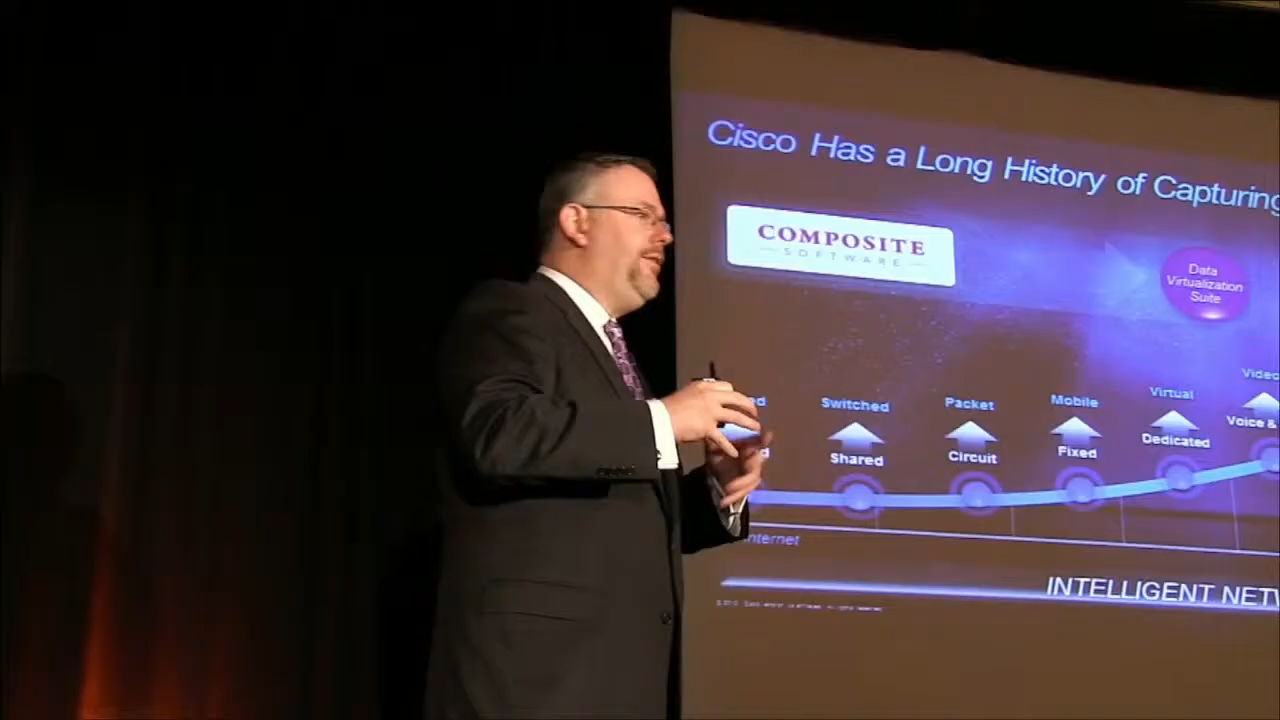 Cisco Has a Long History of Capturing
COMPOSITE
SOFTWARE
Data
Virtualization
Suite
Video
Virtual
Mobile
Packet
Switched
Voice &
Dedicated
Fixed
Circuit
Shared
INTELLIGENT